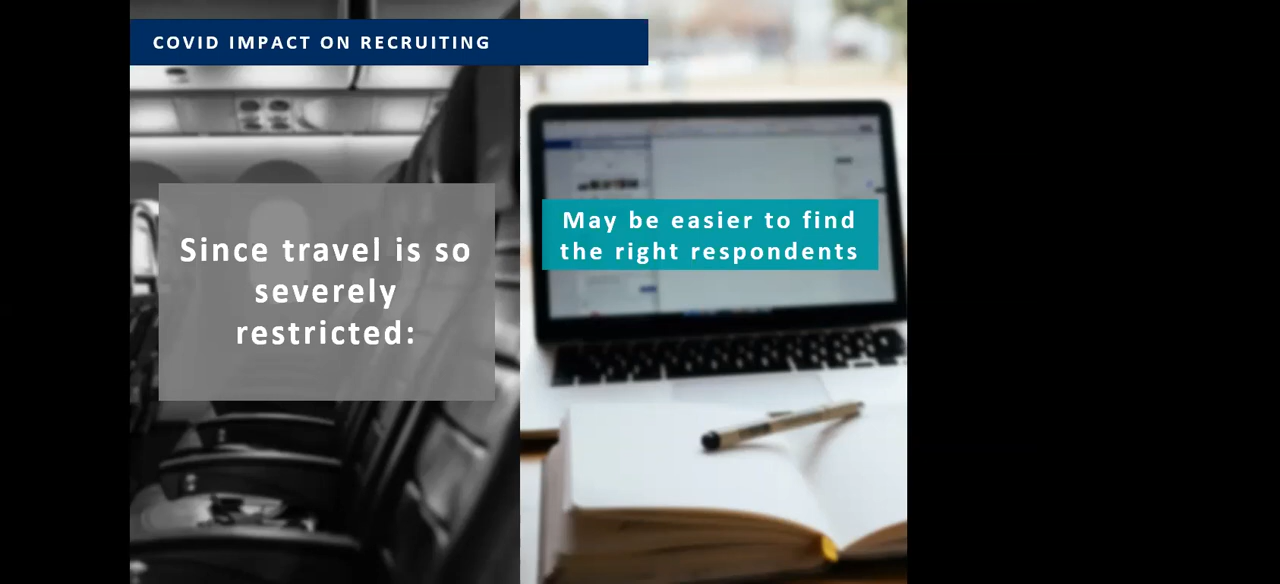 COVID IMPACT ON RECRUITING
Since travel is so
severely
restricted:
May be easier to find
the right respondents